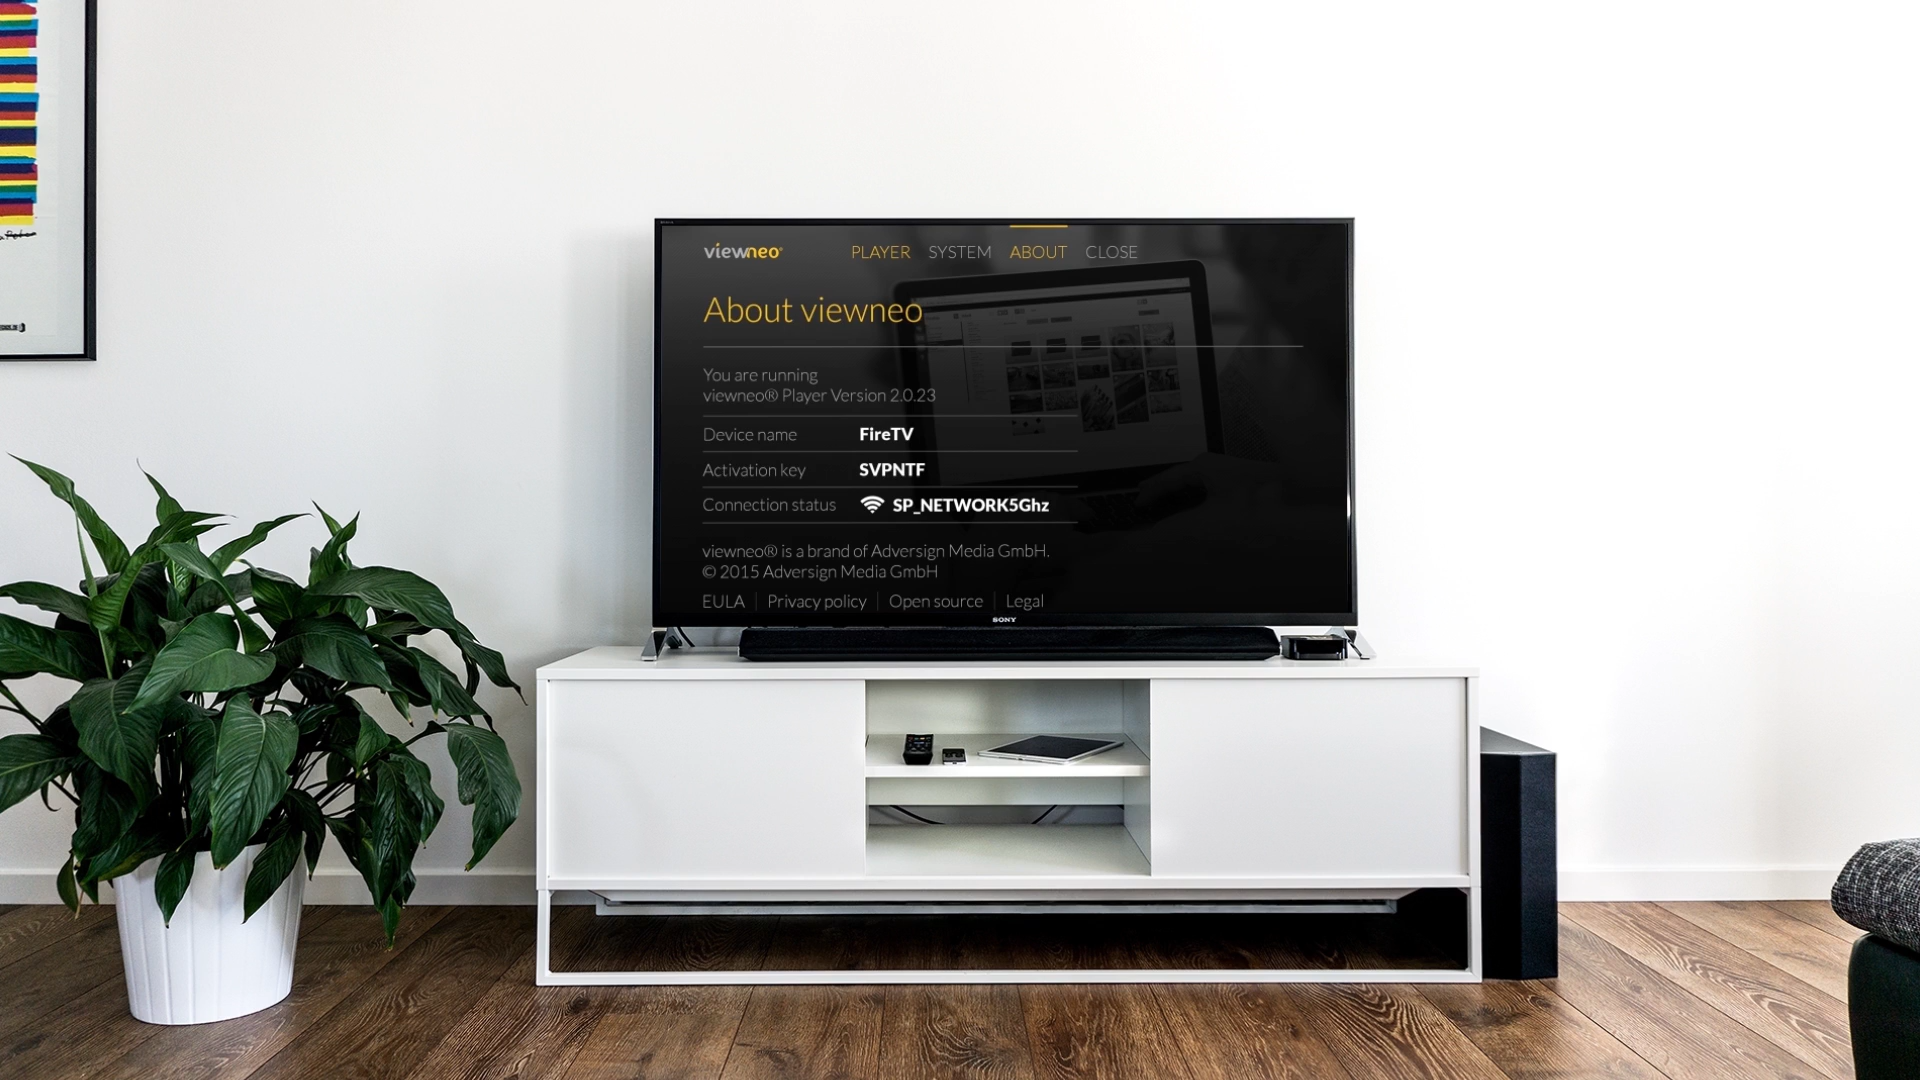 viewneo® PLAYER SYSTEM ABOUT CLOSE
About viewneo
You are running
viewneo® Player Version 2.0.23
Device name FireTV
Activation key SVPNTF
Connection status SP_NETWORK5Ghz
viewneo® is a brand of Adversign Media GmbH.
© 2015 Adversign Media GmbH
EULA | Privacy policy | Open source | Legal
SONY